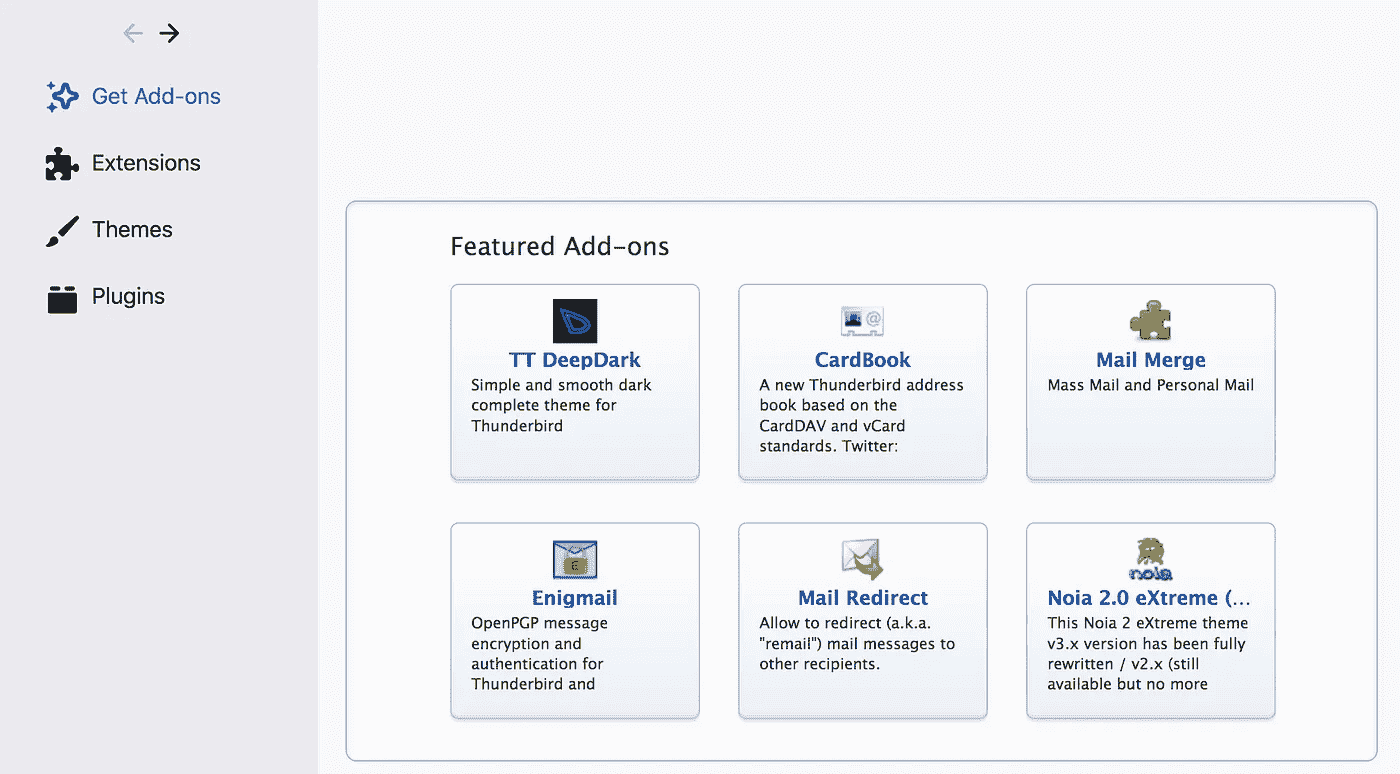 Get Add-ons
Extensions
Themes
Plugins
Featured Add-ons
TT DeepDark
Simple and smooth dark
complete theme for
Thunderbird
CardBook
A new Thunderbird address
book based on the
CardDAV and vCard
standards. Twitter:
Mail Merge
Mass Mail and Personal Mail
E
Enigmail
OpenPGP message
encryption and
authentication for
Thunderbird and
Mail Redirect
Allow to redirect (a.k.a.
"remail") mail messages to
other recipients.
noia
Noia 2.0 eXtreme (...
This Noia 2 eXtreme theme
v3.x version has been fully
rewritten / v2.x (still
available but no more